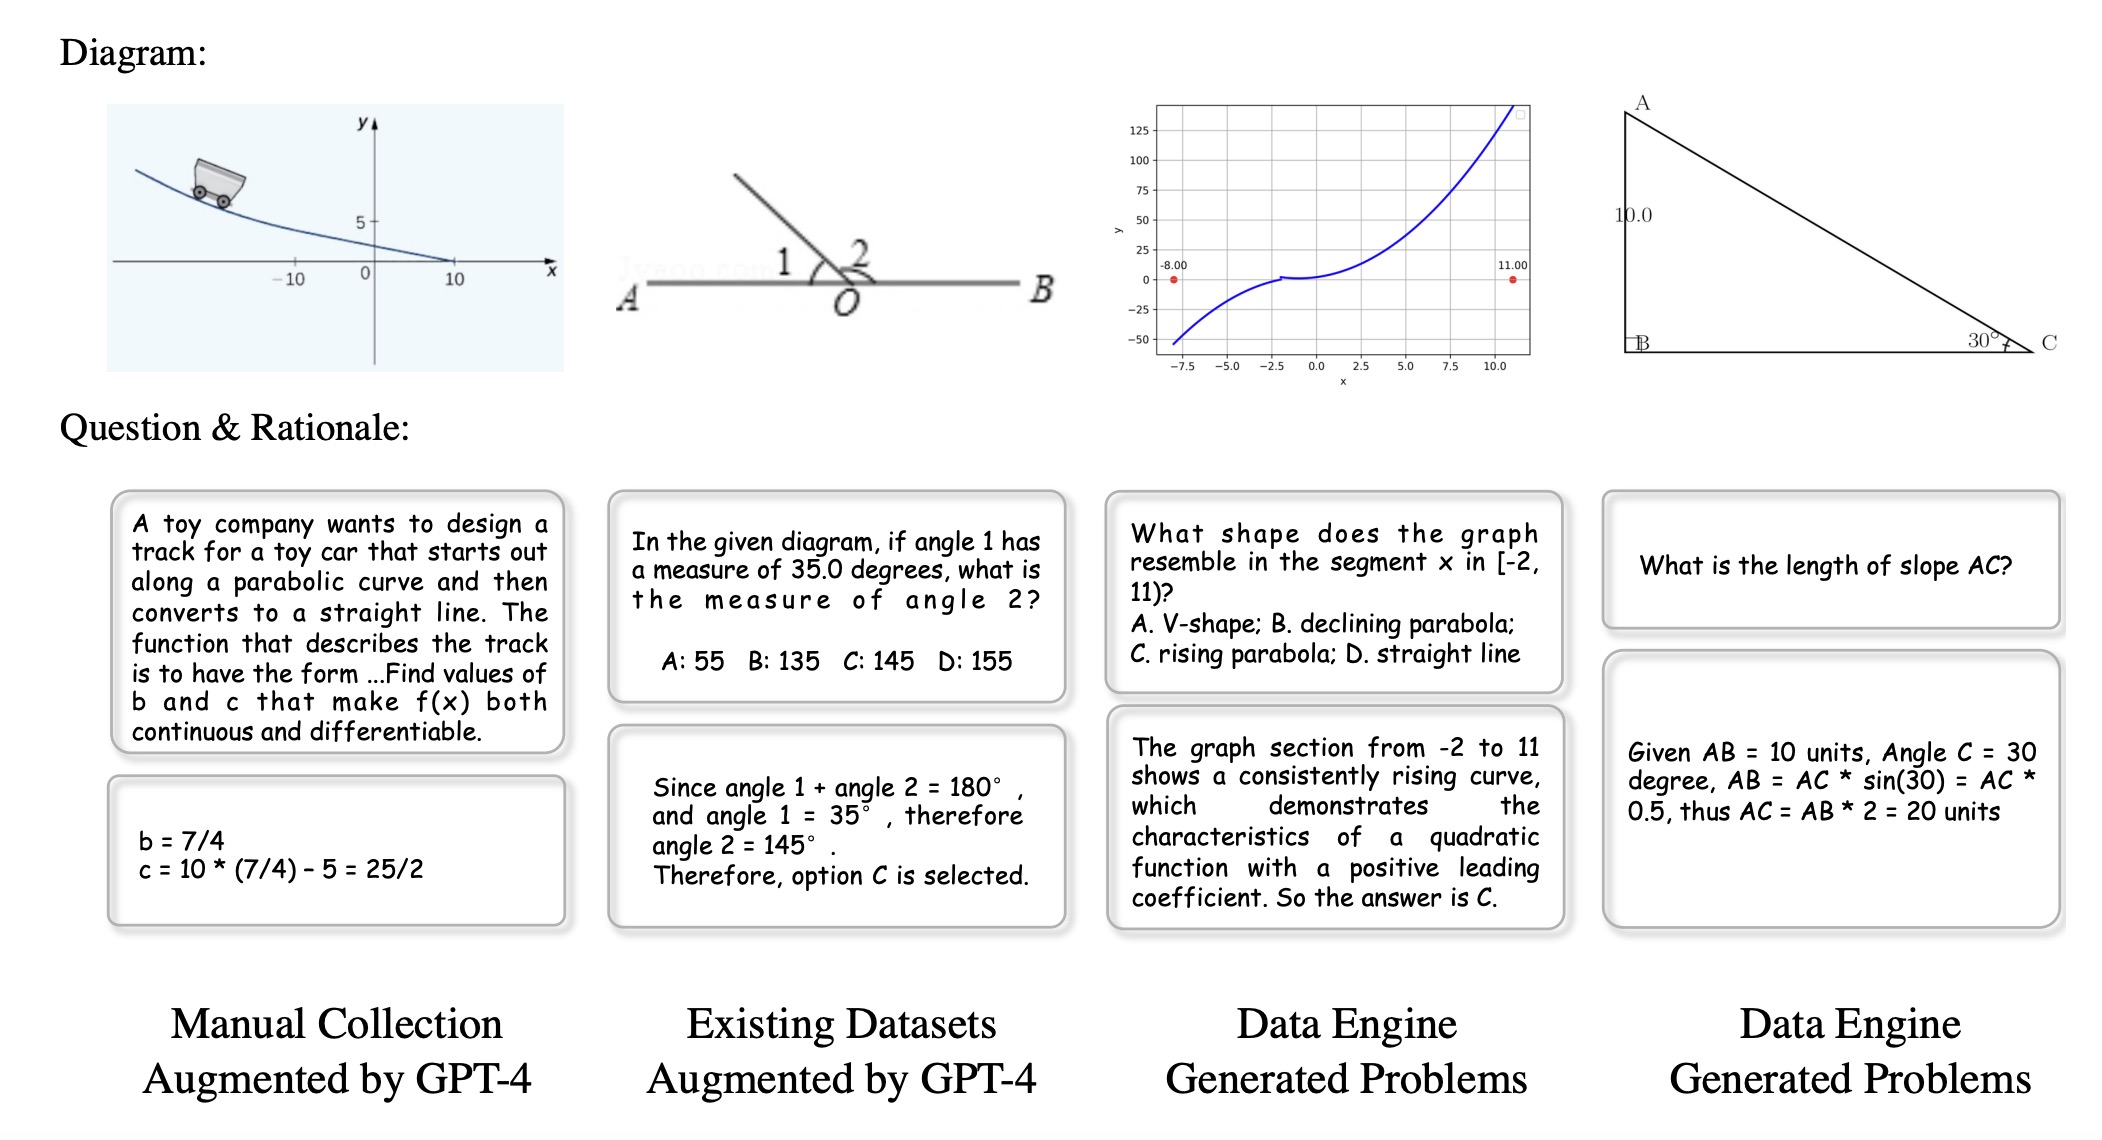 Diagram:
y
5
−10
0
10
x
1
2
A
O
B
125
100
75
50
25
0
−25
−50
y
-8.00
11.00
−7.5
−5.0
−2.5
0.0
2.5
5.0
7.5
10.0
x
A
10.0
B
30°
C
Question & Rationale:
A toy company wants to design a
track for a toy car that starts out
along a parabolic curve and then
converts to a straight line. The
function that describes the track
is to have the form ...Find values of
b and c that make f(x) both
continuous and differentiable.
b = 7/4
c = 10 * (7/4) - 5 = 25/2
In the given diagram, if angle 1 has
a measure of 35.0 degrees, what is
the measure of angle 2?
A: 55 B: 135 C: 145 D: 155
Since angle 1 + angle 2 = 180° ,
and angle 1 = 35° , therefore
angle 2 = 145° .
Therefore, option C is selected.
What shape does the graph
resemble in the segment x in [-2,
11)?
A. V-shape; B. declining parabola;
C. rising parabola; D. straight line
The graph section from -2 to 11
shows a consistently rising curve,
which demonstrates the
characteristics of a quadratic
function with a positive leading
coefficient. So the answer is C.
What is the length of slope AC?
Given AB = 10 units, Angle C = 30
degree, AB = AC * sin(30) = AC *
0.5, thus AC = AB * 2 = 20 units
Manual Collection
Augmented by GPT-4
Existing Datasets
Augmented by GPT-4
Data Engine
Generated Problems
Data Engine
Generated Problems